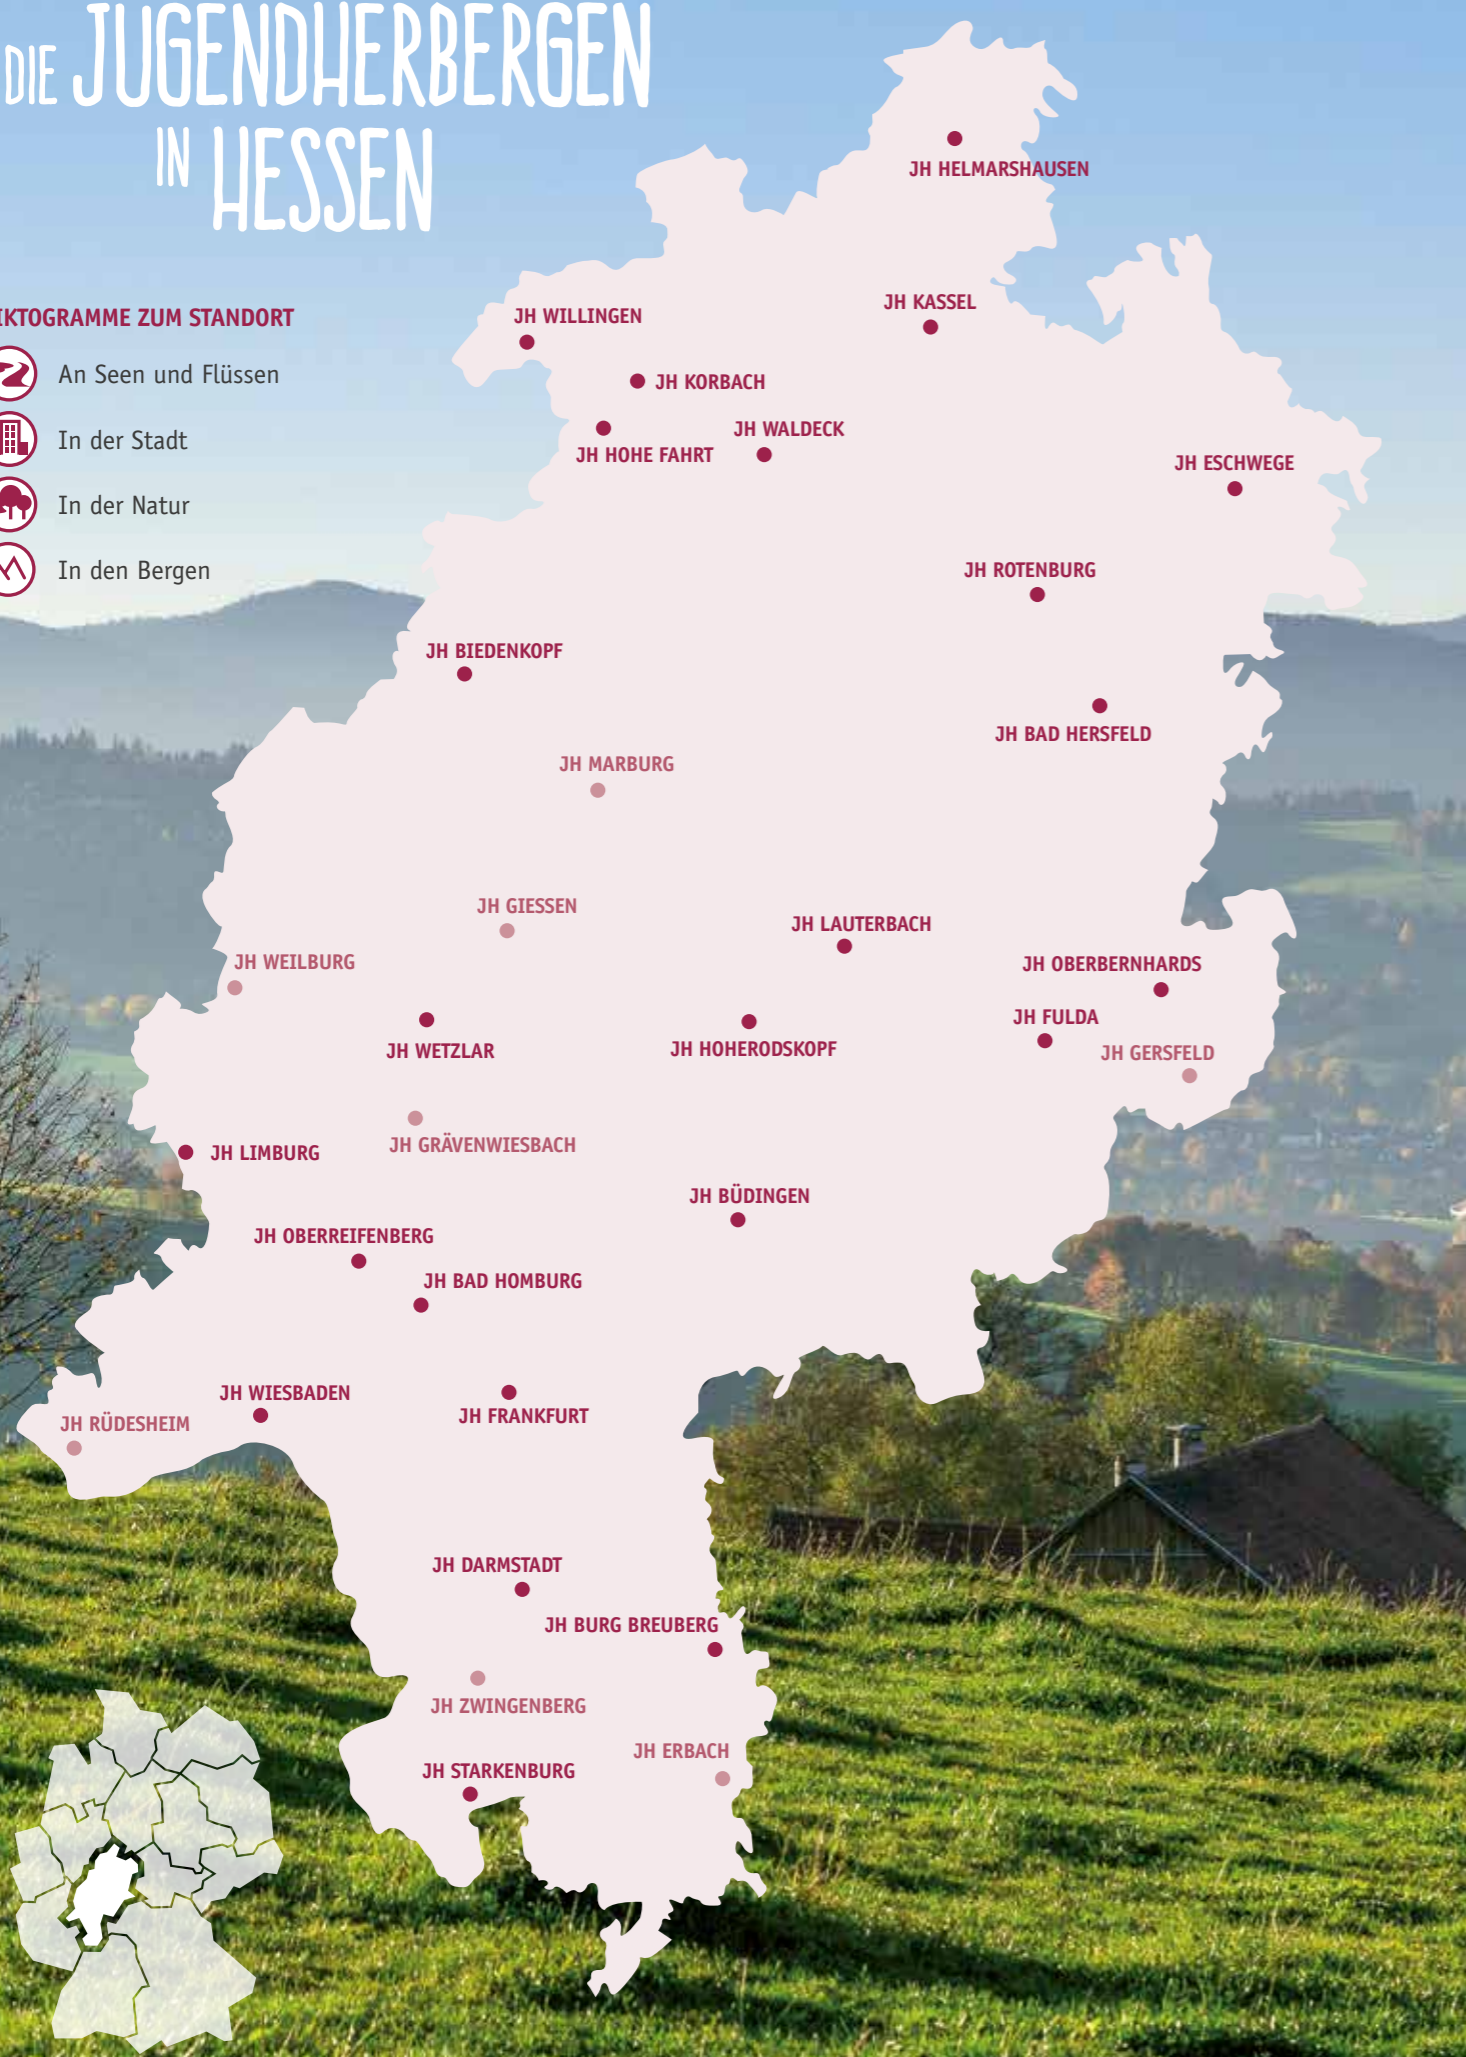 DIE JUGENDHERBERGEN
IN HESSEN
IKTOGRAMME ZUM STANDORT
An Seen und Flüssen
In der Stadt
In der Natur
In den Bergen
JH HELMARSHAUSEN
JH KASSEL
JH WILLINGEN
JH KORBACH
JH WALDECK
JH HOHE FAHRT
JH ESCHWEGE
JH ROTENBURG
JH BIEDENKOPF
JH BAD HERSFELD
JH MARBURG
JH GIESSEN
JH LAUTERBACH
JH WEILBURG
JH OBERBERNHARDS
JH FULDA
JH WETZLAR
JH HOHERODSKOPF
JH GERSFELD
JH GRÄVENWIESBACH
JH LIMBURG
JH BÜDINGEN
JH OBERREIFENBERG
JH BAD HOMBURG
JH WIESBADEN
JH FRANKFURT
JH RÜDESHEIM
JH DARMSTADT
JH BURG BREUBERG
JH ZWINGENBERG
JH ERBACH
JH STARKENBURG